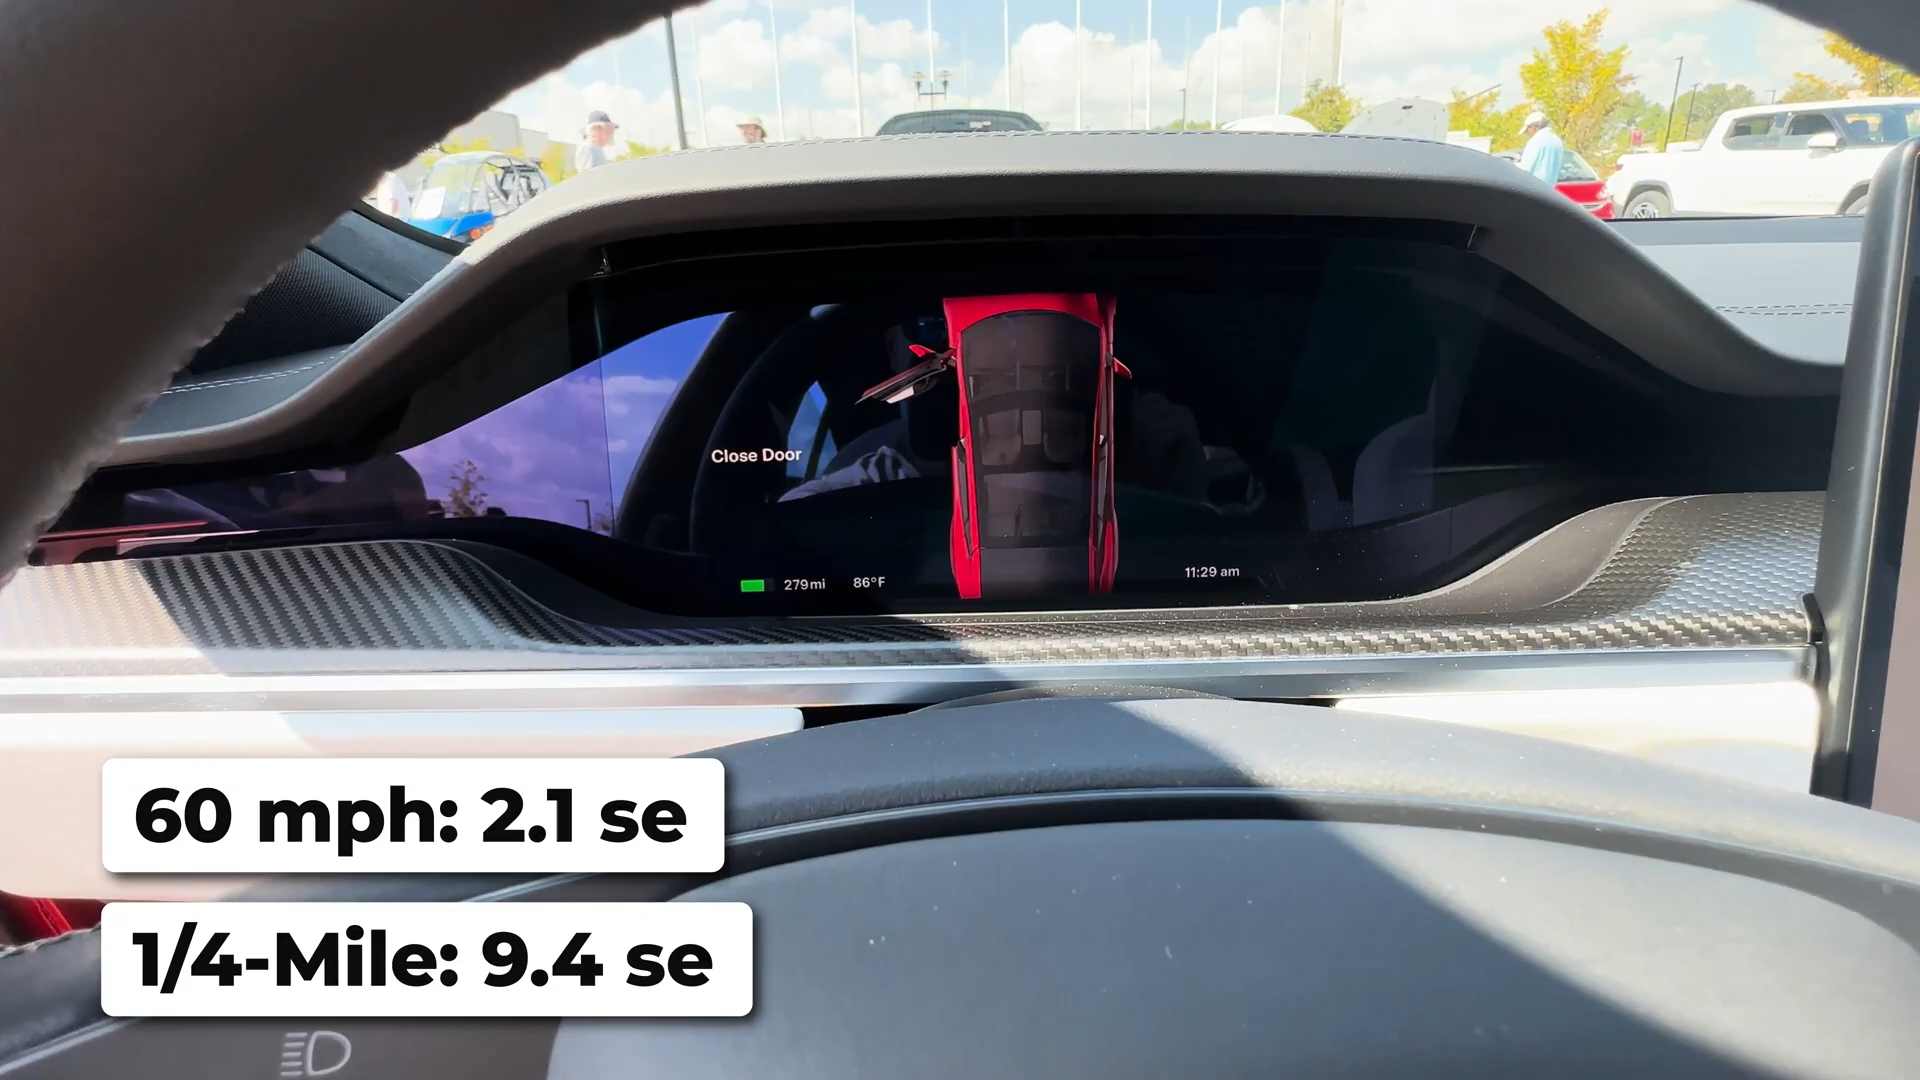 Close Door
279mi 86°F 11:29 am
60 mph: 2.1 se
1/4-Mile: 9.4 se